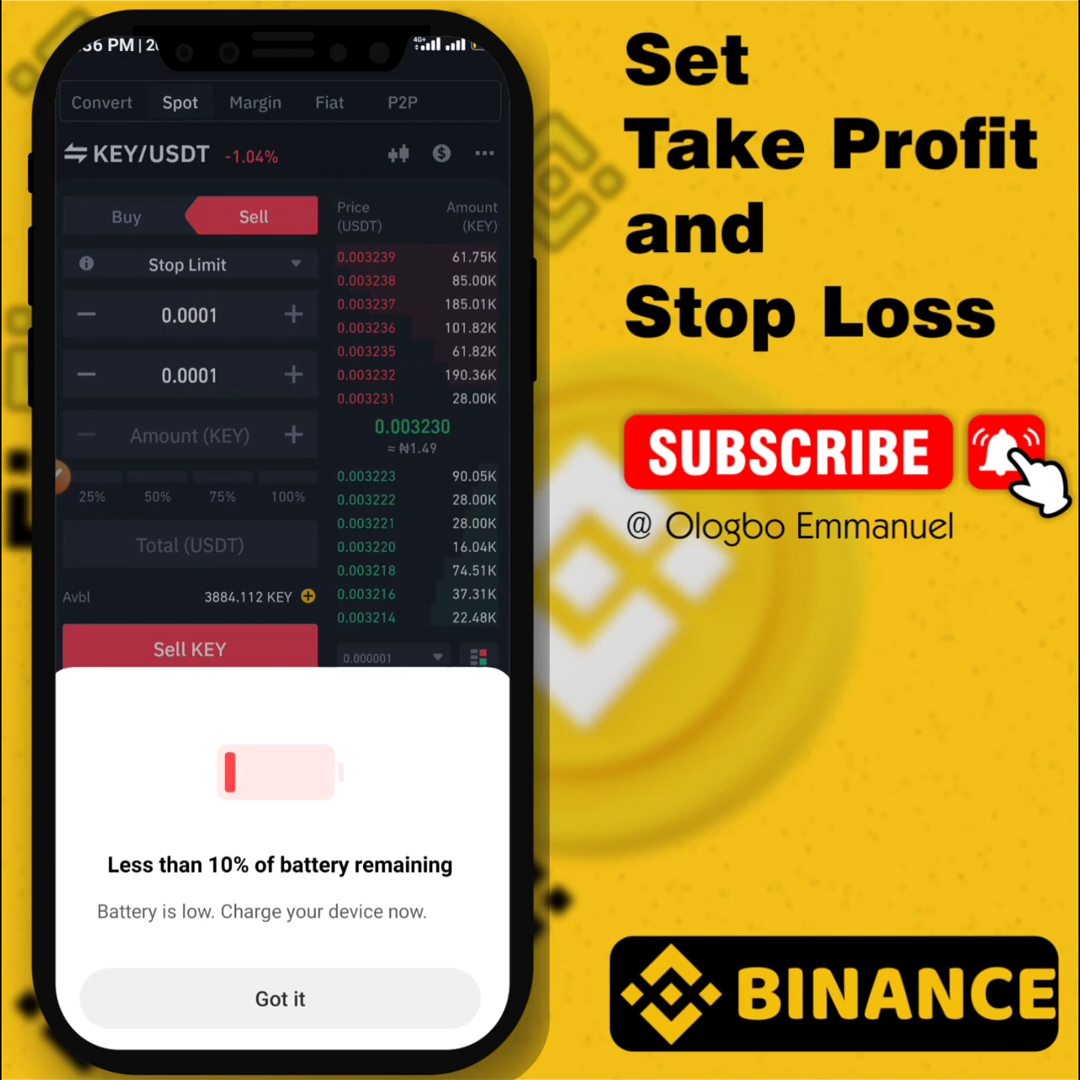 :36 PM | 2
4G+
Convert Spot Margin Fiat P2P
KEY/USDT -1.04%
Buy Sell
Stop Limit
0.0001
0.0001
Amount (KEY)
25% 50% 75% 100%
Total (USDT)
Avbl 3884.112 KEY
Sell KEY
Price Amount
(USDT) (KEY)
0.003239 61.75K
0.003238 85.00K
0.003237 185.01K
0.003236 101.82K
0.003235 61.82K
0.003232 190.36K
0.003231 28.00K
0.003230
≈ ₦1.49
0.003223 90.05K
0.003222 28.00K
0.003221 28.00K
0.003220 16.04K
0.003218 74.51K
0.003216 37.31K
0.003214 22.48K
0.000001
Less than 10% of battery remaining
Battery is low. Charge your device now.
Got it
Set
Take Profit
and
Stop Loss
SUBSCRIBE
@ Ologbo Emmanuel
BINANCE